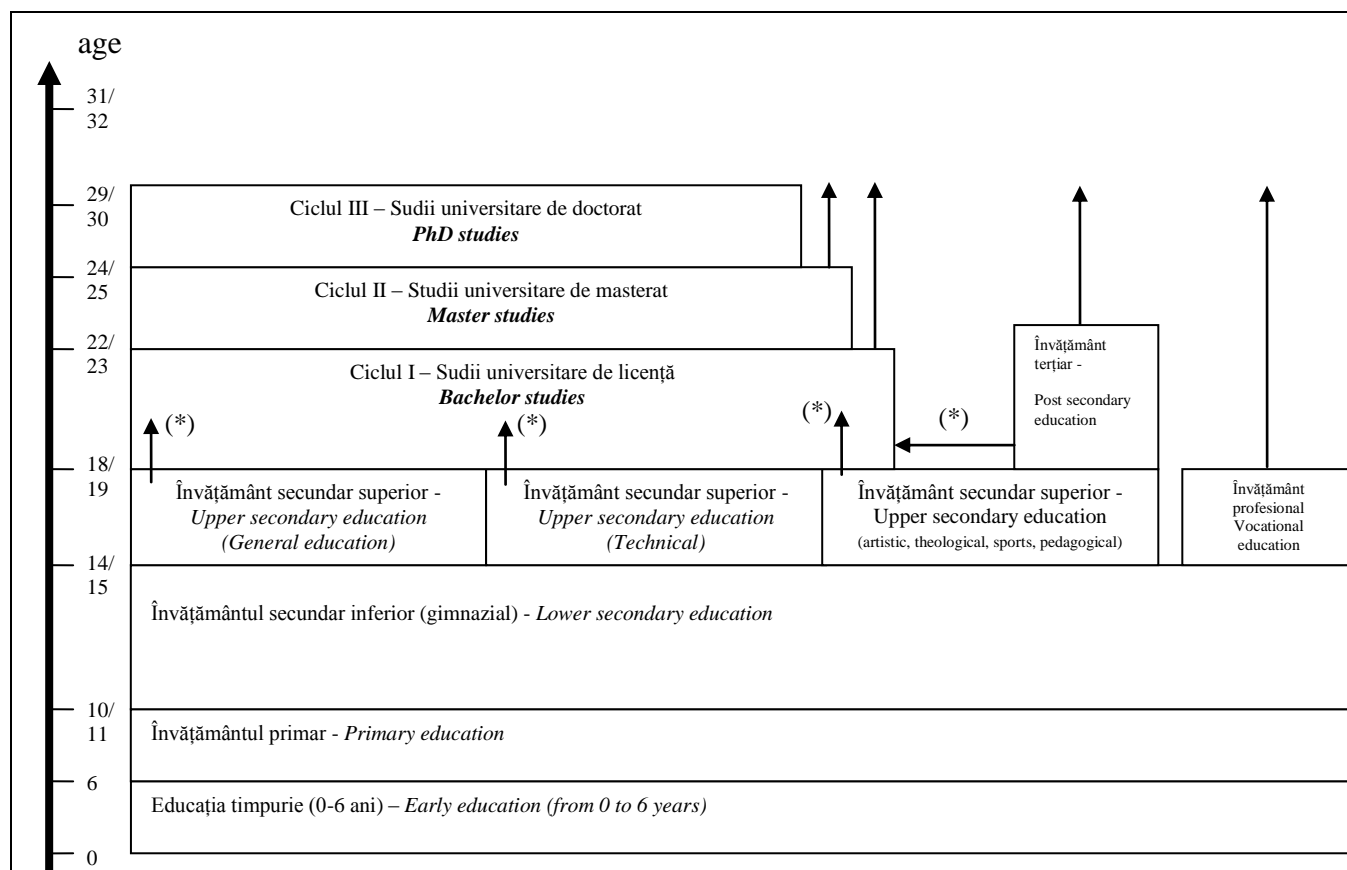 age
31/
32
29/
30
Ciclul III – Sudii universitare de doctorat
PhD studies
24/
25
Ciclul II – Studii universitare de masterat
Master studies
22/
23
Ciclul I – Sudii universitare de licență
Bachelor studies
Învățământ
terțiar -
Post secondary
education
(*)
(*)
(*)
(*)
18/
19
Învățământ secundar superior -
Upper secondary education
(General education)
Învățământ secundar superior -
Upper secondary education
(Technical)
Învățământ secundar superior -
Upper secondary education
(artistic, theological, sports, pedagogical)
Învățământ
profesional
Vocational
education
14/
15
Învățământul secundar inferior (gimnazial) - Lower secondary education
10/
11
Învățământul primar - Primary education
6
Educația timpurie (0-6 ani) – Early education (from 0 to 6 years)
0